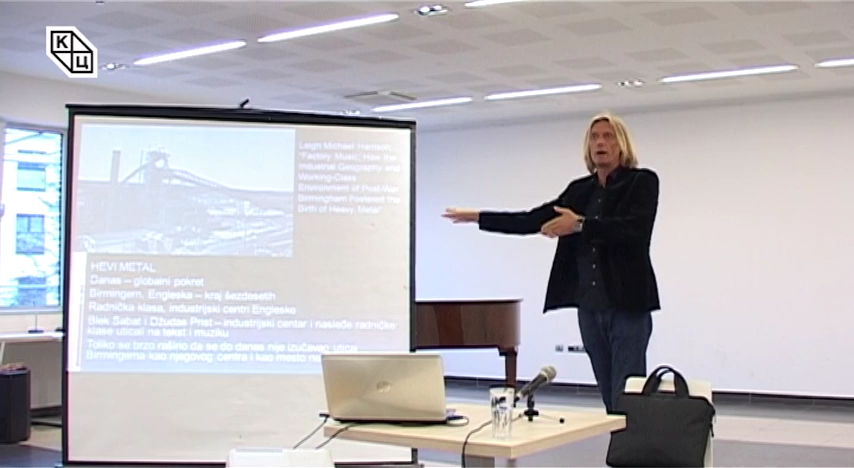 К
Ц
Leigh Michael Harrison,
"Factory Music: How the
Industrial Geography and
Working-Class
Environment of Post-War
Birmingham Fostered the
Birth of Heavy Metal"
HEVI METAL
Danas – globalni pokret
Birmingem, Engleska – kraj šezdesetih
Radnička klasa, industrijski centri Engleske
Blek Sabat i Džudas Prist – industrijski centar i nasleđe radničke
klase uticali na tekst i muziku
Toliko se brzo raširio da se do danas nije izučavao uticaj
Birmingema kao njegovog centra i kao mesto